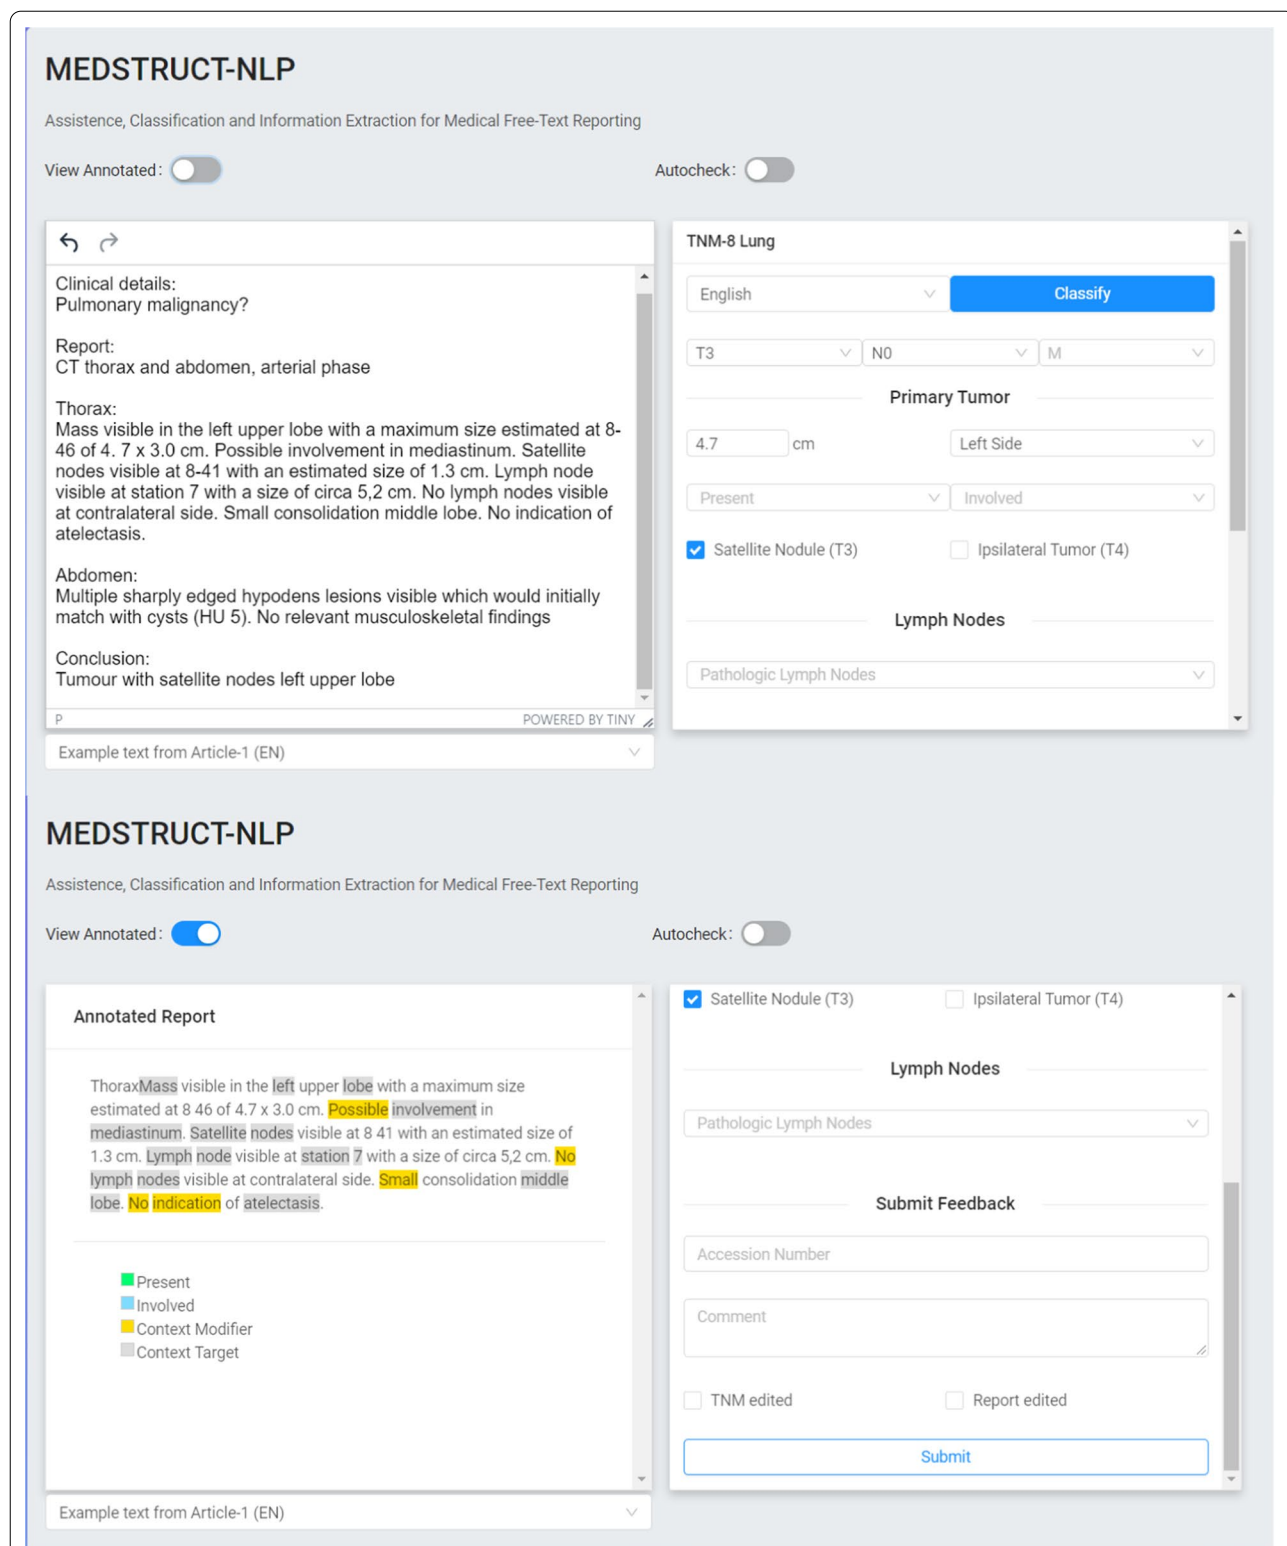 MEDSTRUCT-NLP
Assistence, Classification and Information Extraction for Medical Free-Text Reporting
View Annotated:
Autocheck:
Clinical details:
Pulmonary malignancy?
Report:
CT thorax and abdomen, arterial phase
Thorax:
Mass visible in the left upper lobe with a maximum size estimated at 8-
46 of 4. 7 x 3.0 cm. Possible involvement in mediastinum. Satellite
nodes visible at 8-41 with an estimated size of 1.3 cm. Lymph node
visible at station 7 with a size of circa 5,2 cm. No lymph nodes visible
at contralateral side. Small consolidation middle lobe. No indication of
atelectasis.
Abdomen:
Multiple sharply edged hypodens lesions visible which would initially
match with cysts (HU 5). No relevant musculoskeletal findings
Conclusion:
Tumour with satellite nodes left upper lobe
P
POWERED BY TINY
Example text from Article-1 (EN)
TNM-8 Lung
English
Classify
T3
N0
M
Primary Tumor
4.7 cm
Left Side
Present
Involved
Satellite Nodule (T3)
Ipsilateral Tumor (T4)
Lymph Nodes
Pathologic Lymph Nodes
MEDSTRUCT-NLP
Assistence, Classification and Information Extraction for Medical Free-Text Reporting
View Annotated:
Autocheck:
Annotated Report
ThoraxMass visible in the left upper lobe with a maximum size
estimated at 8 46 of 4.7 x 3.0 cm. Possible involvement in
mediastinum. Satellite nodes visible at 8 41 with an estimated size of
1.3 cm. Lymph node visible at station 7 with a size of circa 5,2 cm. No
lymph nodes visible at contralateral side. Small consolidation middle
lobe. No indication of atelectasis.
Present
Involved
Context Modifier
Context Target
Example text from Article-1 (EN)
Satellite Nodule (T3)
Ipsilateral Tumor (T4)
Lymph Nodes
Pathologic Lymph Nodes
Submit Feedback
Accession Number
Comment
TNM edited
Report edited
Submit